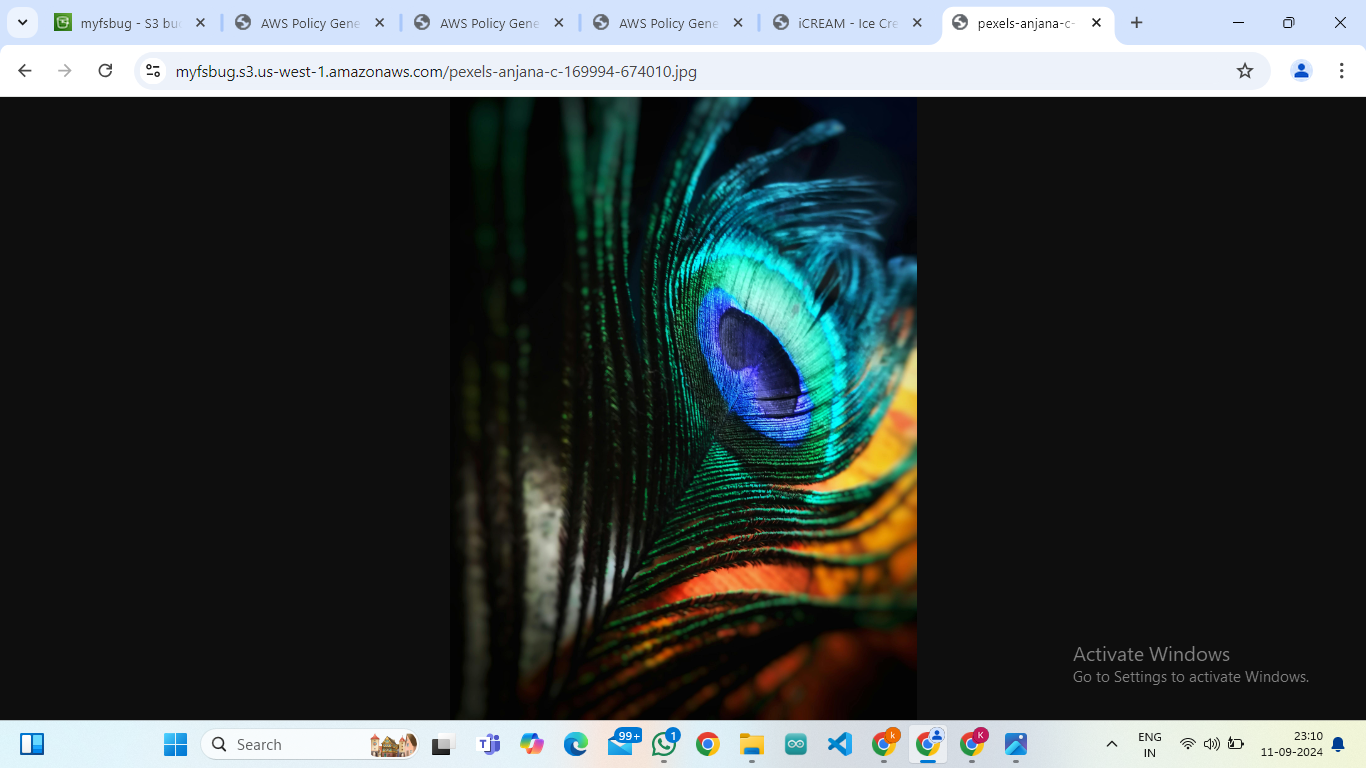 myfsbug - S3 bu
AWS Policy Gene
AWS Policy Gene
AWS Policy Gene
iCREAM - Ice Cre
pexels-anjana-c-
myfsbug.s3.us-west-1.amazonaws.com/pexels-anjana-c-169994-674010.jpg
Activate Windows
Go to Settings to activate Windows.
Search
99+
1
k
K
ENG
IN
23:10
11-09-2024